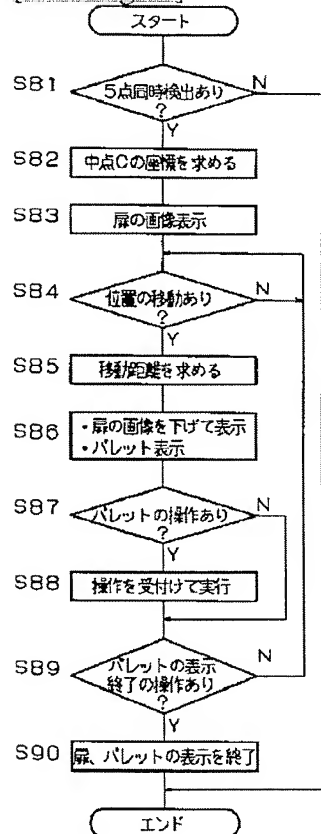 スタート
S81
5点同時検出あり
?
N
Y
S82
中点Cの座標を求める
S83
扉の画像表示
S84
位置の移動あり
?
N
Y
S85
移動距離を求める
S86
・扉の画像を下げて表示
・パレット表示
S87
パレットの操作あり
?
N
Y
S88
操作を受付けて実行
S89
パレットの表示
終了の操作あり
?
N
Y
S90
扉、パレットの表示を終了
エンド